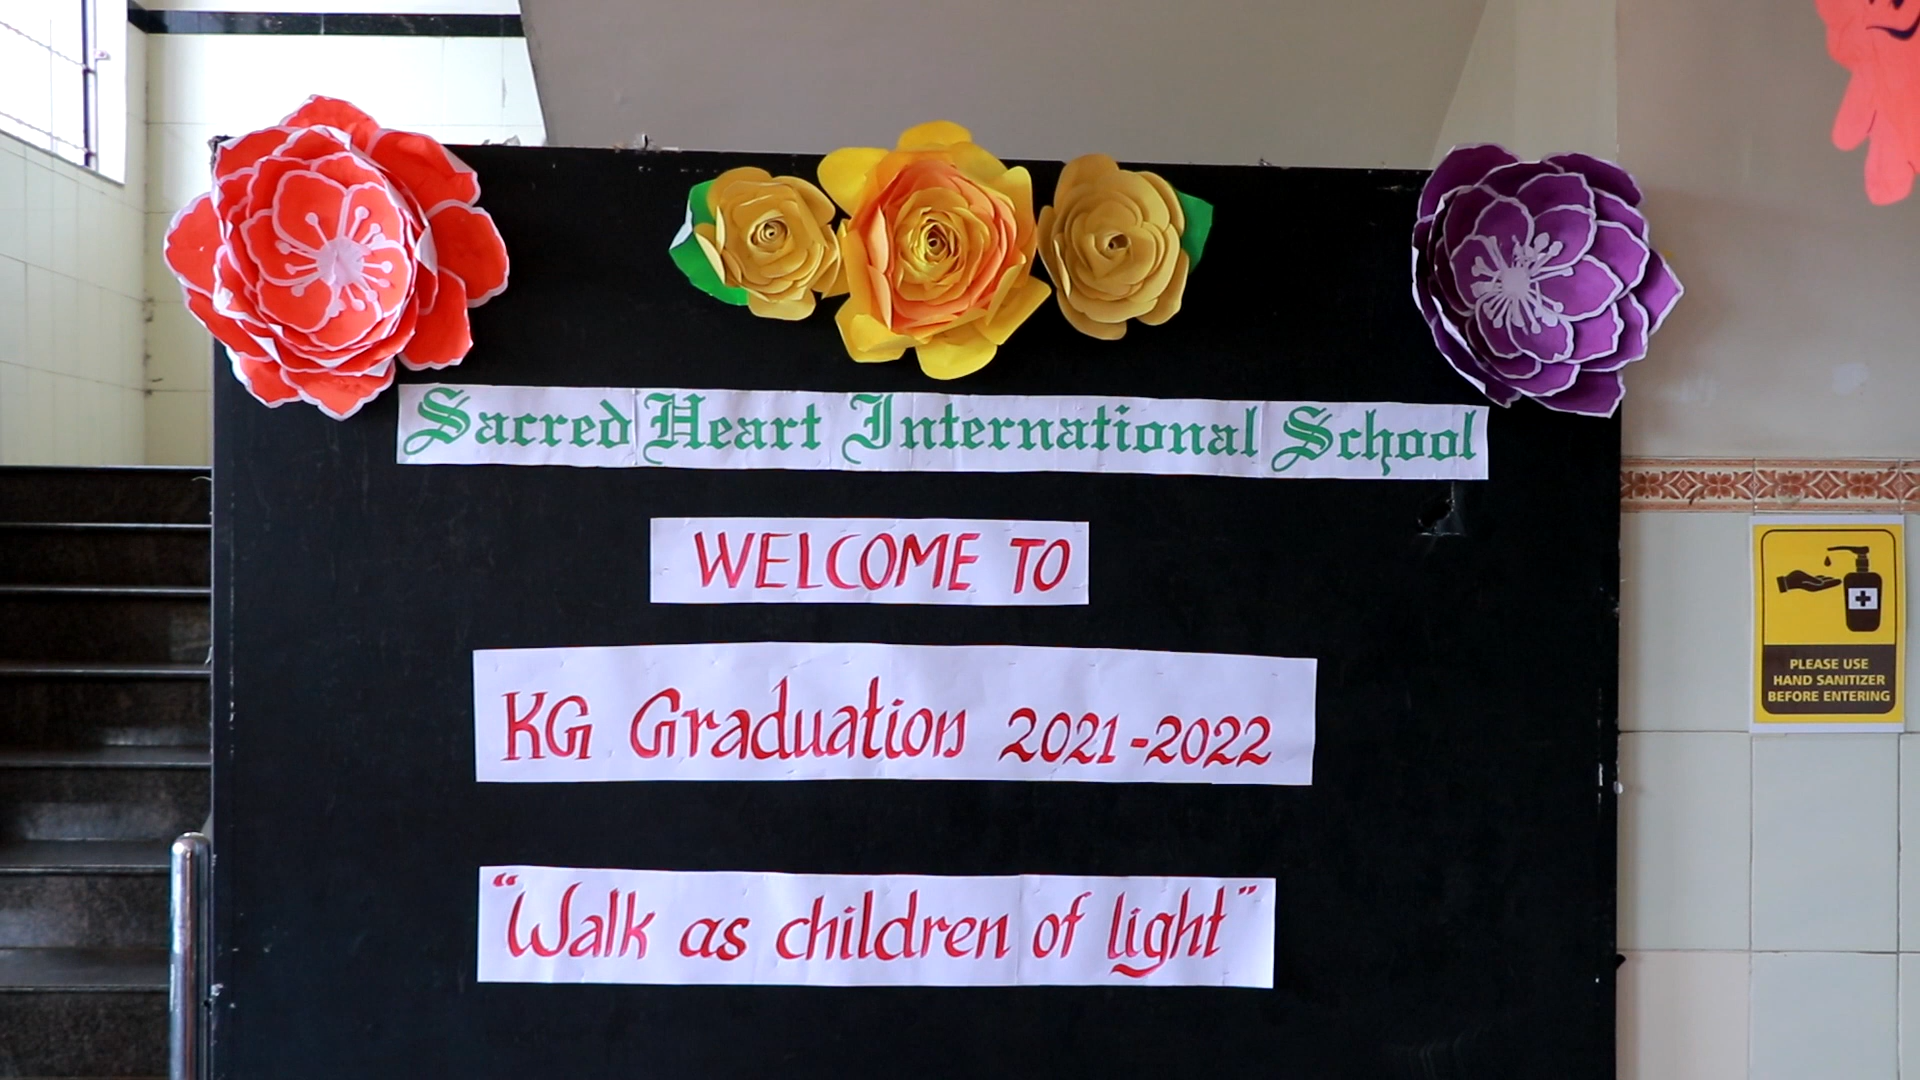 Sacred Heart International School
WELCOME TO
KG Graduation 2021-2022
"Walk as children of light"
PLEASE USE
HAND SANITIZER
BEFORE ENTERING